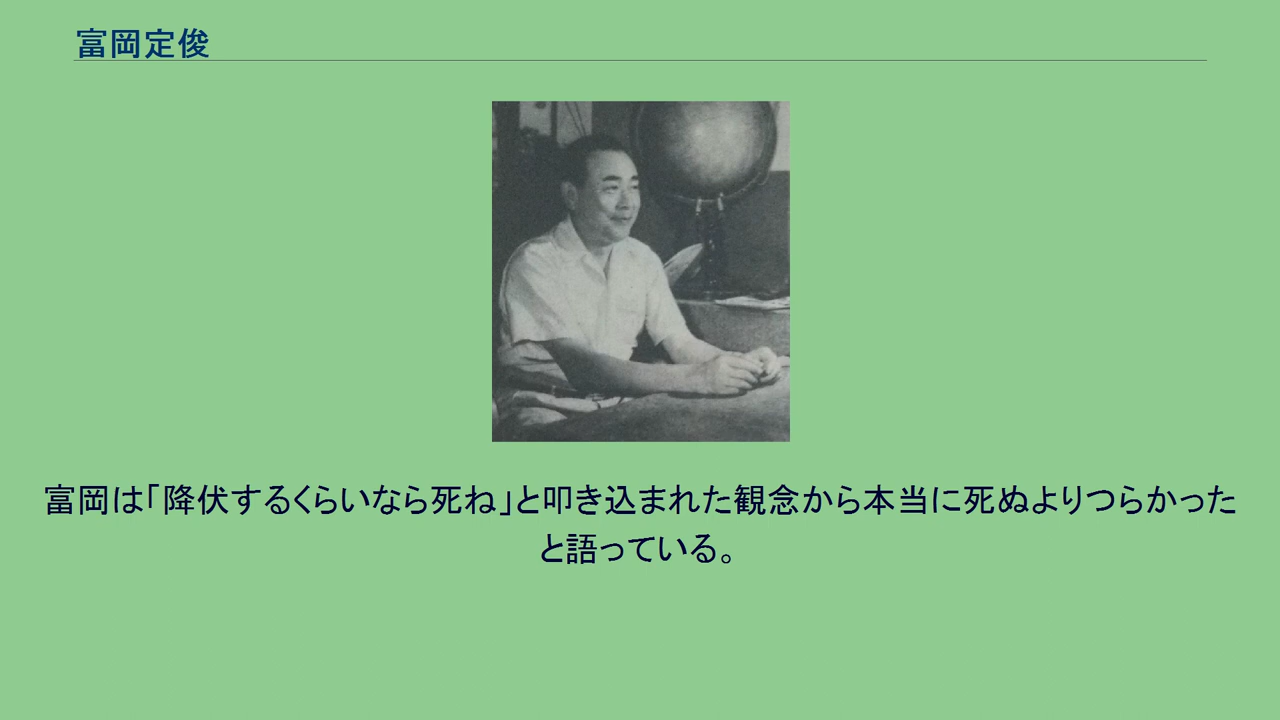 富岡定俊
富岡は「降伏するくらいなら死ね」と叩き込まれた観念から本当に死ぬよりつらかった
と語っている。